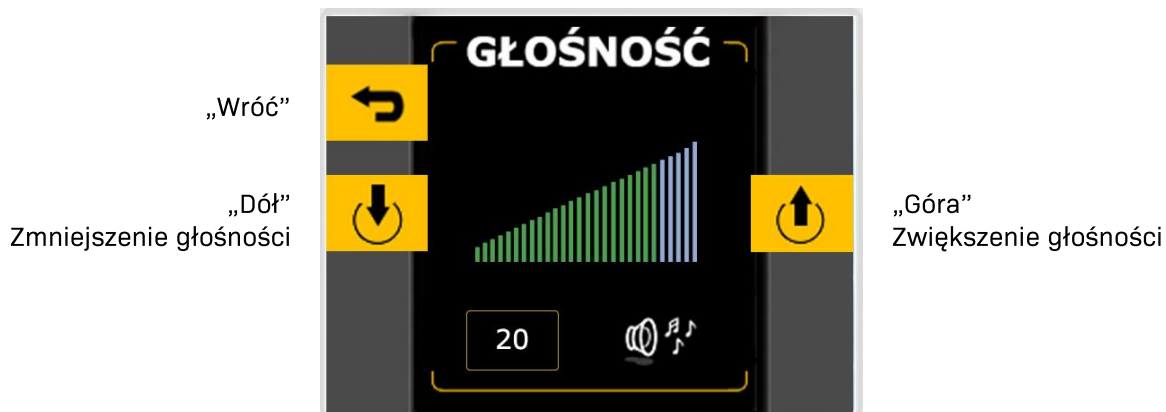 GŁOŚNOŚĆ
„Wróć”
„Dół”
Zmniejszenie głośności
„Góra”
Zwiększenie głośności
20